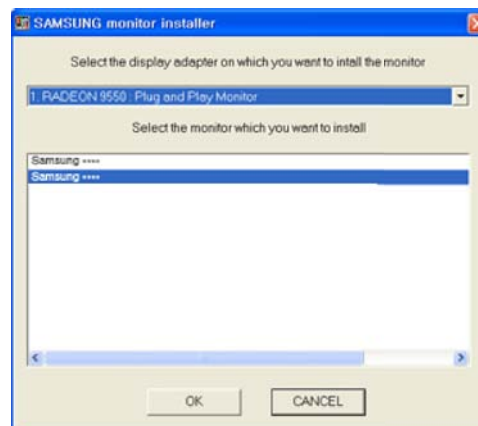 SAMSUNG monitor installer
Select the display adapter on which you want to intall the monitor
1. RADEON 9550 : Plug and Play Monitor
Select the monitor which you want to install
Samsung ****
Samsung ****
OK
CANCEL